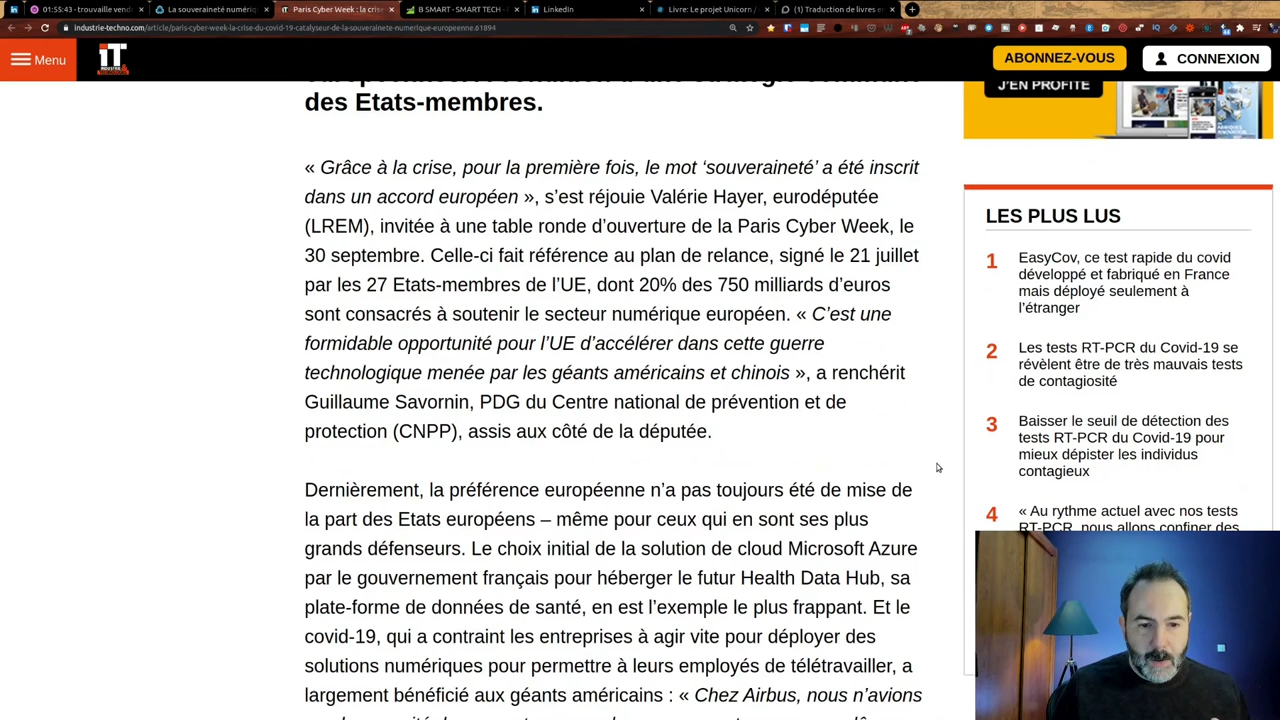 01:55:43 - trouvaille vend
La souveraineté numériq
Paris Cyber Week : la cris
B SMART - SMART TECH -
LinkedIn
Livre: Le projet Unicorn /
(1) Traduction de livres en
industrie-techno.com/article/paris-cyber-week-la-crise-du-covid-19-catalyseur-de-la-souverainete-numerique-europeenne.61894
Menu
iT
ABONNEZ-VOUS
CONNEXION
des Etats-membres.
« Grâce à la crise, pour la première fois, le mot ‘souveraineté’ a été inscrit
dans un accord européen », s’est réjouie Valérie Hayer, eurodéputée
(LREM), invitée à une table ronde d’ouverture de la Paris Cyber Week, le
30 septembre. Celle-ci fait référence au plan de relance, signé le 21 juillet
par les 27 Etats-membres de l’UE, dont 20% des 750 milliards d’euros
sont consacrés à soutenir le secteur numérique européen. « C’est une
formidable opportunité pour l’UE d’accélérer dans cette guerre
technologique menée par les géants américains et chinois », a renchérit
Guillaume Savornin, PDG du Centre national de prévention et de
protection (CNPP), assis aux côté de la députée.
Dernièrement, la préférence européenne n’a pas toujours été de mise de
la part des Etats européens – même pour ceux qui en sont ses plus
grands défenseurs. Le choix initial de la solution de cloud Microsoft Azure
par le gouvernement français pour héberger le futur Health Data Hub, sa
plate-forme de données de santé, en est l’exemple le plus frappant. Et le
covid-19, qui a contraint les entreprises à agir vite pour déployer des
solutions numériques pour permettre à leurs employés de télétravailler, a
largement bénéficié aux géants américains : « Chez Airbus, nous n’avions
J’EN PROFITE
LES PLUS LUS
1 EasyCov, ce test rapide du covid
développé et fabriqué en France
mais déployé seulement à
l’étranger
2 Les tests RT-PCR du Covid-19 se
révèlent être de très mauvais tests
de contagiosité
3 Baisser le seuil de détection des
tests RT-PCR du Covid-19 pour
mieux dépister les individus
contagieux
4 « Au rythme actuel avec nos tests
RT-PCR, nous allons confiner des